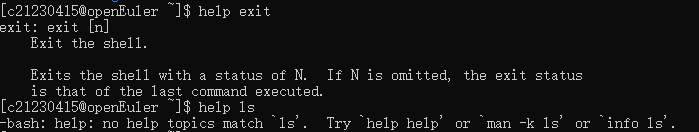 [c21230415@openEuler ~]$ help exit
exit: exit [n]
    Exit the shell.

    Exits the shell with a status of N.  If N is omitted, the exit status
    is that of the last command executed.
[c21230415@openEuler ~]$ help ls
-bash: help: no help topics match `ls'.  Try `help help' or `man -k ls' or `info ls'.